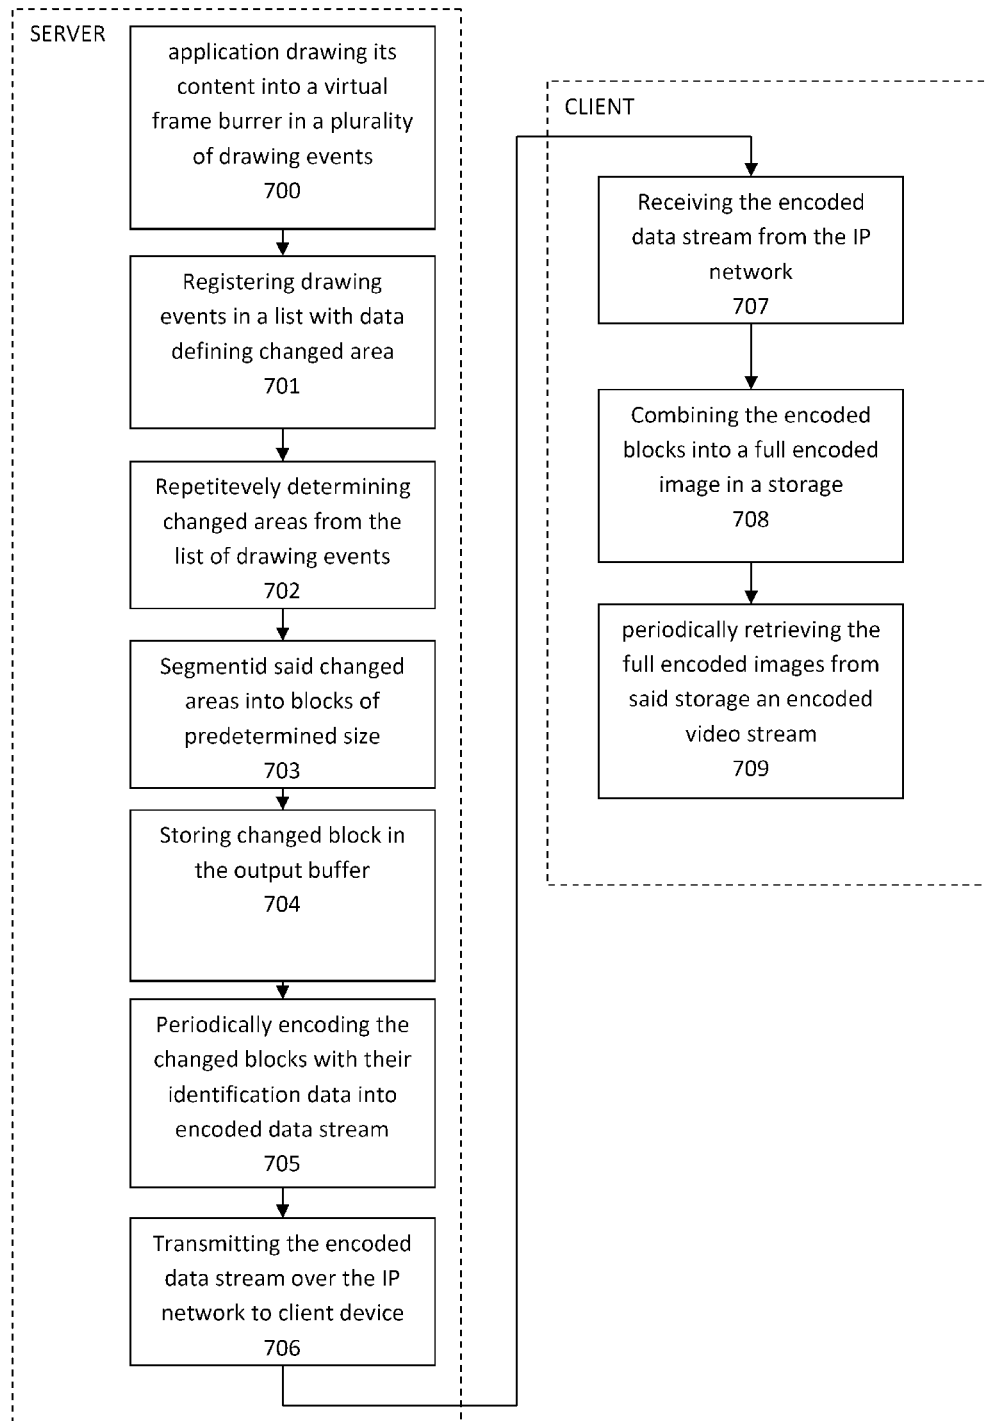 SERVER
application drawing its
content into a virtual
frame burrer in a plurality
of drawing events
700
Registering drawing
events in a list with data
defining changed area
701
Repetitevely determining
changed areas from the
list of drawing events
702
Segmentid said changed
areas into blocks of
predetermined size
703
Storing changed block in
the output buffer
704
Periodically encoding the
changed blocks with their
identification data into
encoded data stream
705
Transmitting the encoded
data stream over the IP
network to client device
706
CLIENT
Receiving the encoded
data stream from the IP
network
707
Combining the encoded
blocks into a full encoded
image in a storage
708
periodically retrieving the
full encoded images from
said storage an encoded
video stream
709